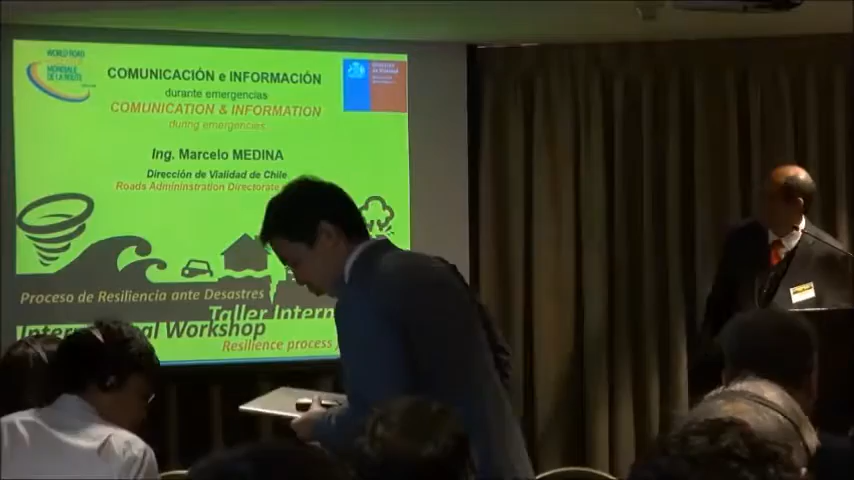 WORLD ROAD
MONDIALE
DE LA ROUTE
COMUNICACIÓN e INFORMACIÓN
durante emergencias
COMUNICATION & INFORMATION
during emergencies
Ing. Marcelo MEDINA
Dirección de Vialidad de Chile
Roads Administration Directorate
Proceso de Resiliencia ante Desastres
Taller Intern
Workshop
Resilience process